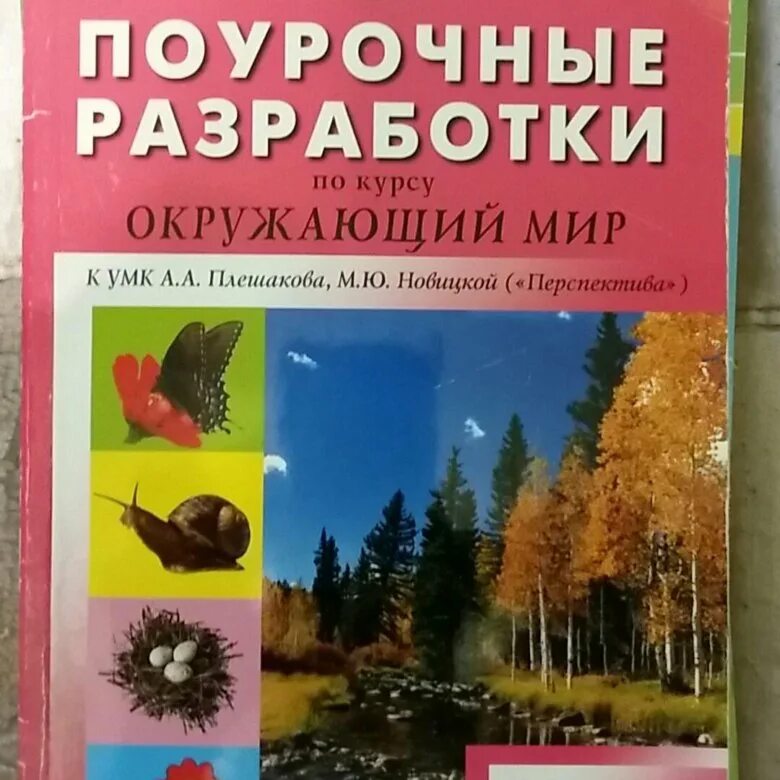 ПОУРОЧНЫЕ
РАЗРАБОТКИ
по курсу
ОКРУЖАЮЩИЙ МИР
К УМК А.А. Плешакова, М.Ю. Новицкой («Перспектива»)